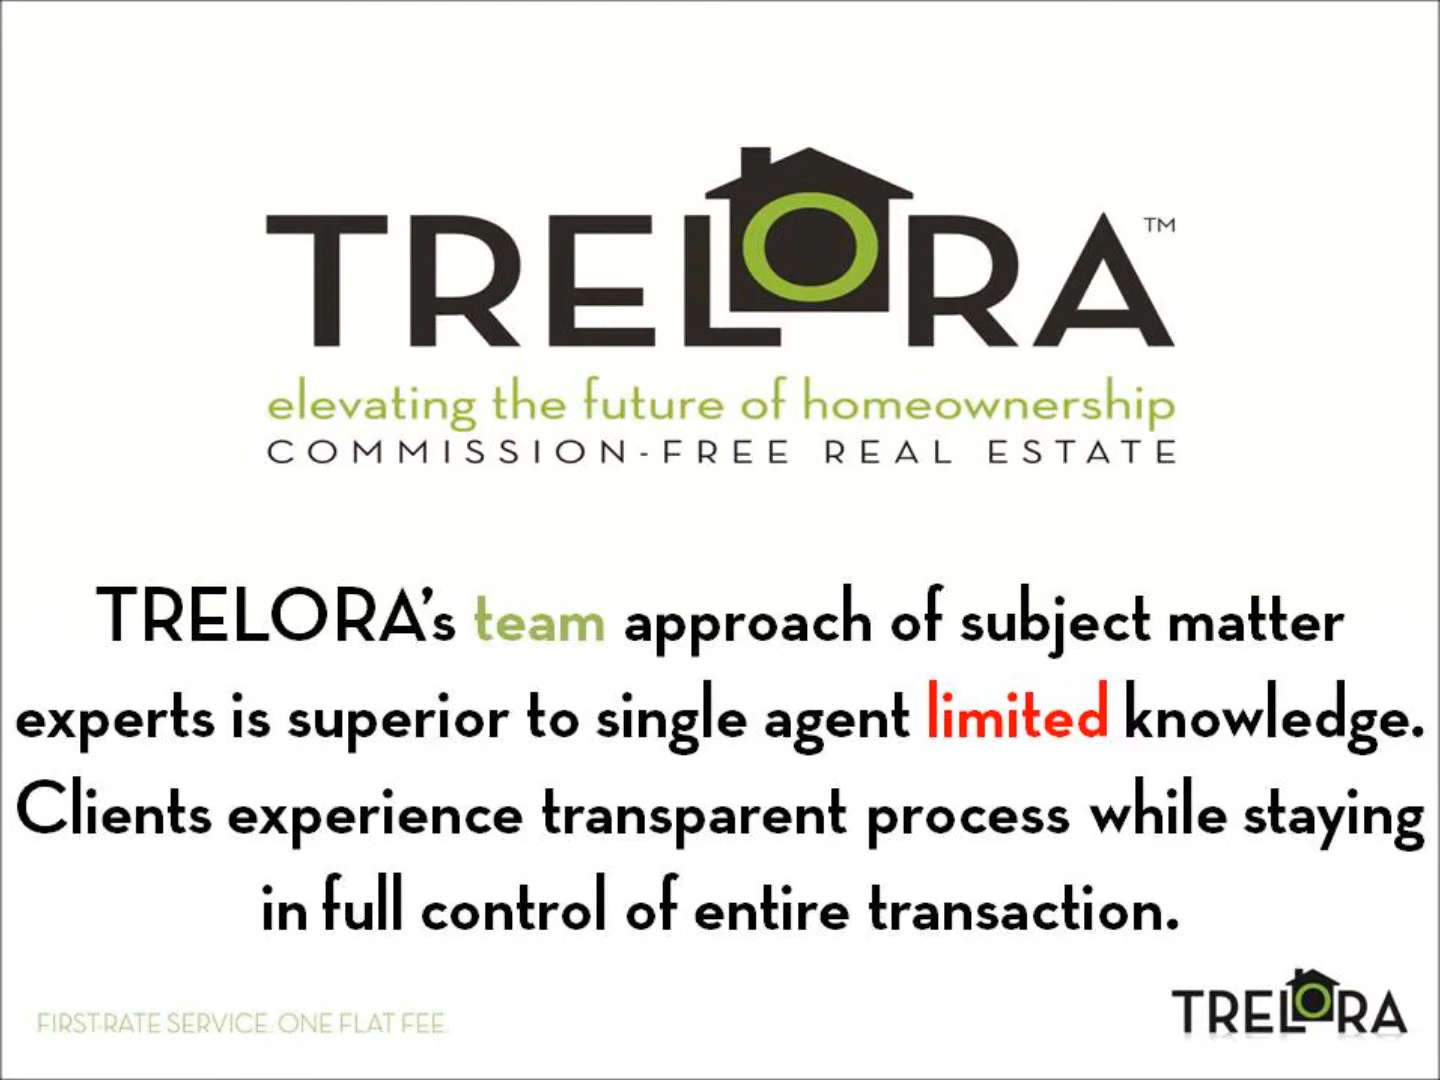 TRELORA™
elevating the future of homeownership
COMMISSION-FREE REAL ESTATE
TRELORA's team approach of subject matter
experts is superior to single agent limited knowledge.
Clients experience transparent process while staying
in full control of entire transaction.
FIRST-RATE SERVICE. ONE FLAT FEE.
TRELORA